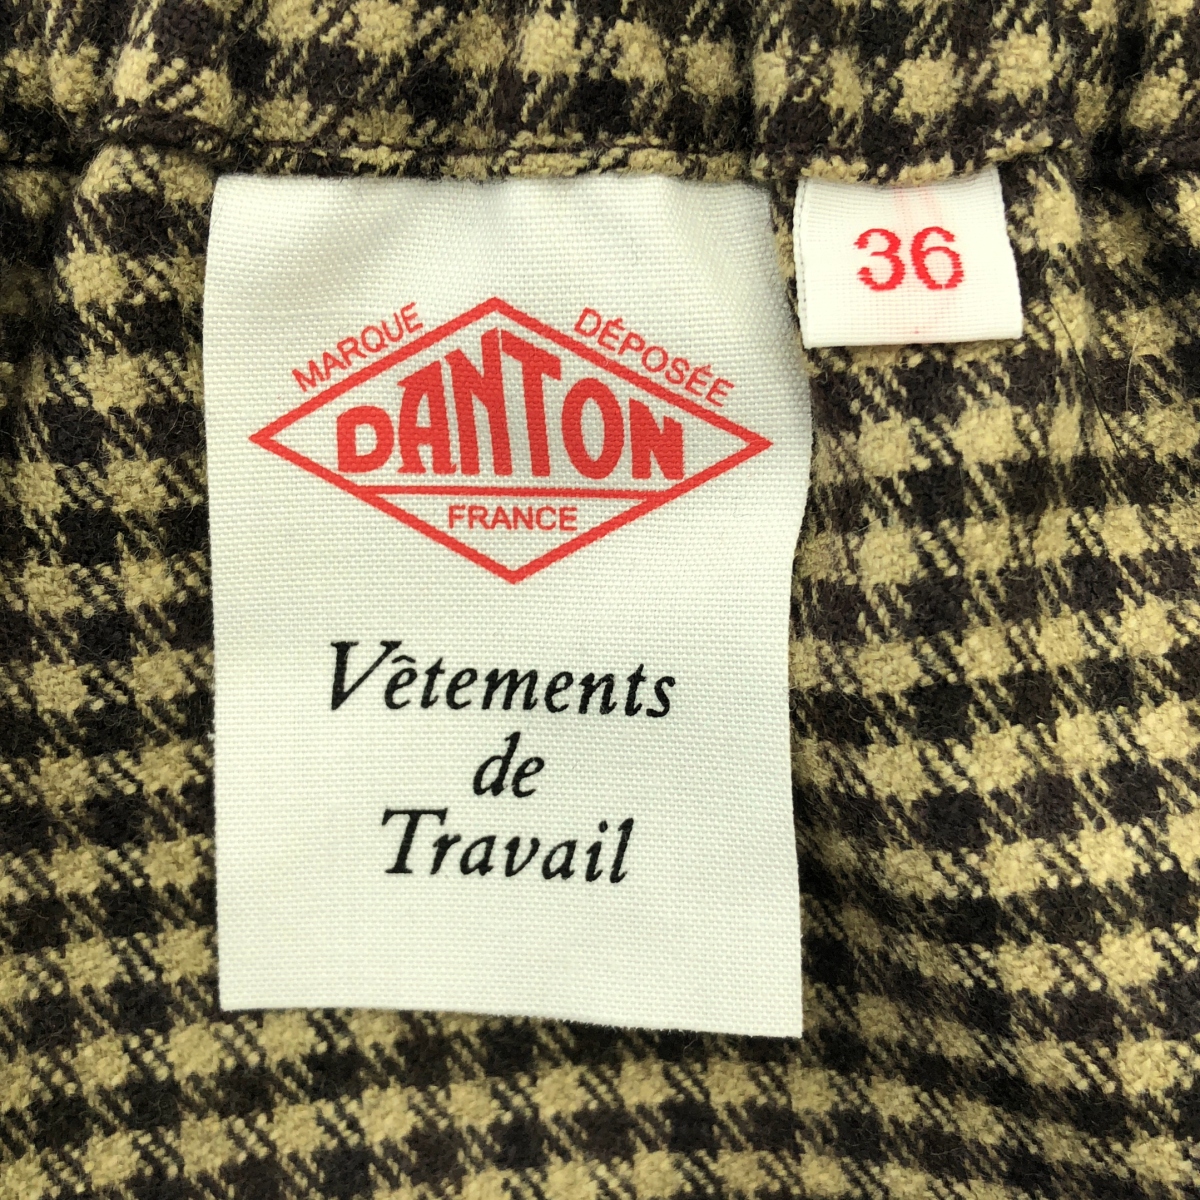 MARQUE DÉPOSÉE
DANTON
FRANCE
Vêtements
de
Travail
36